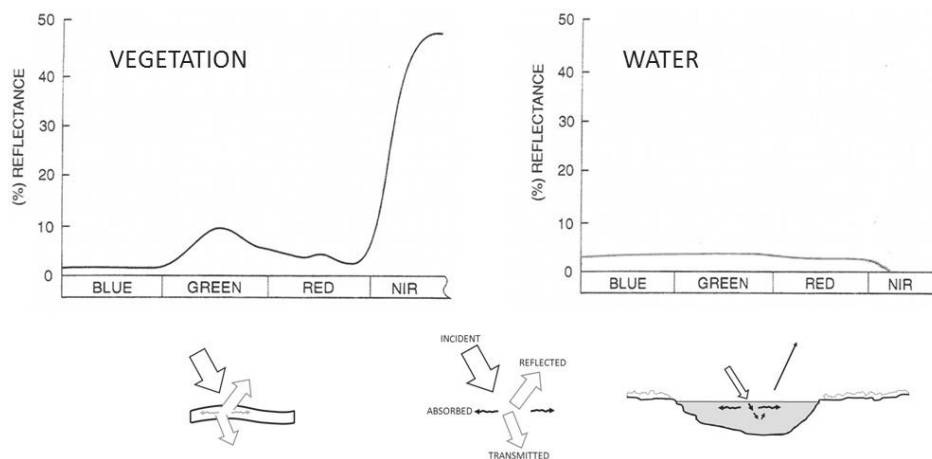 VEGETATION
(%) REFLECTANCE
50
40
30
20
10
0
BLUE GREEN RED NIR
WATER
(%) REFLECTANCE
50
40
30
20
10
0
BLUE GREEN RED NIR
INCIDENT
REFLECTED
ABSORBED
TRANSMITTED